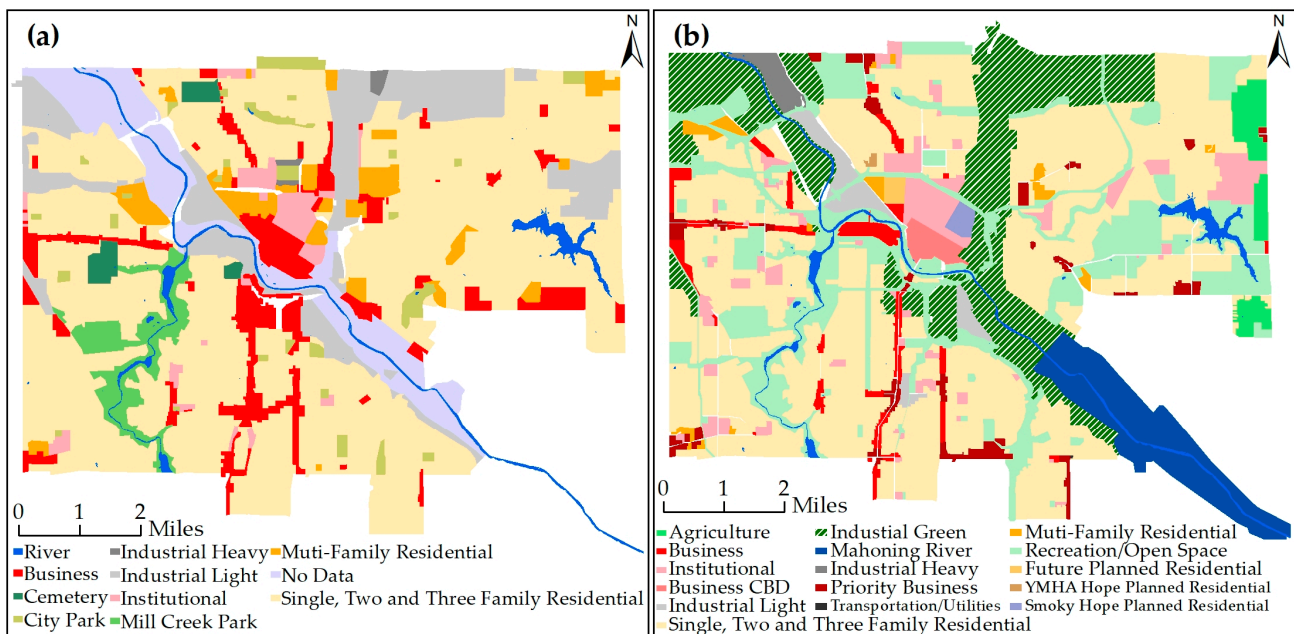 (a)
N
0 1 2
Miles
River
Industrial Heavy
Muti-Family Residential
Business
Industrial Light
No Data
Cemetery
Institutional
Single, Two and Three Family Residential
City Park
Mill Creek Park
(b)
N
0 1 2
Miles
Agriculture
Industial Green
Muti-Family Residential
Business
Mahoning River
Recreation/Open Space
Institutional
Industrial Heavy
Future Planned Residential
Business CBD
Priority Business
YMHA Hope Planned Residential
Industrial Light
Transportation/Utilities
Smoky Hope Planned Residential
Single, Two and Three Family Residential